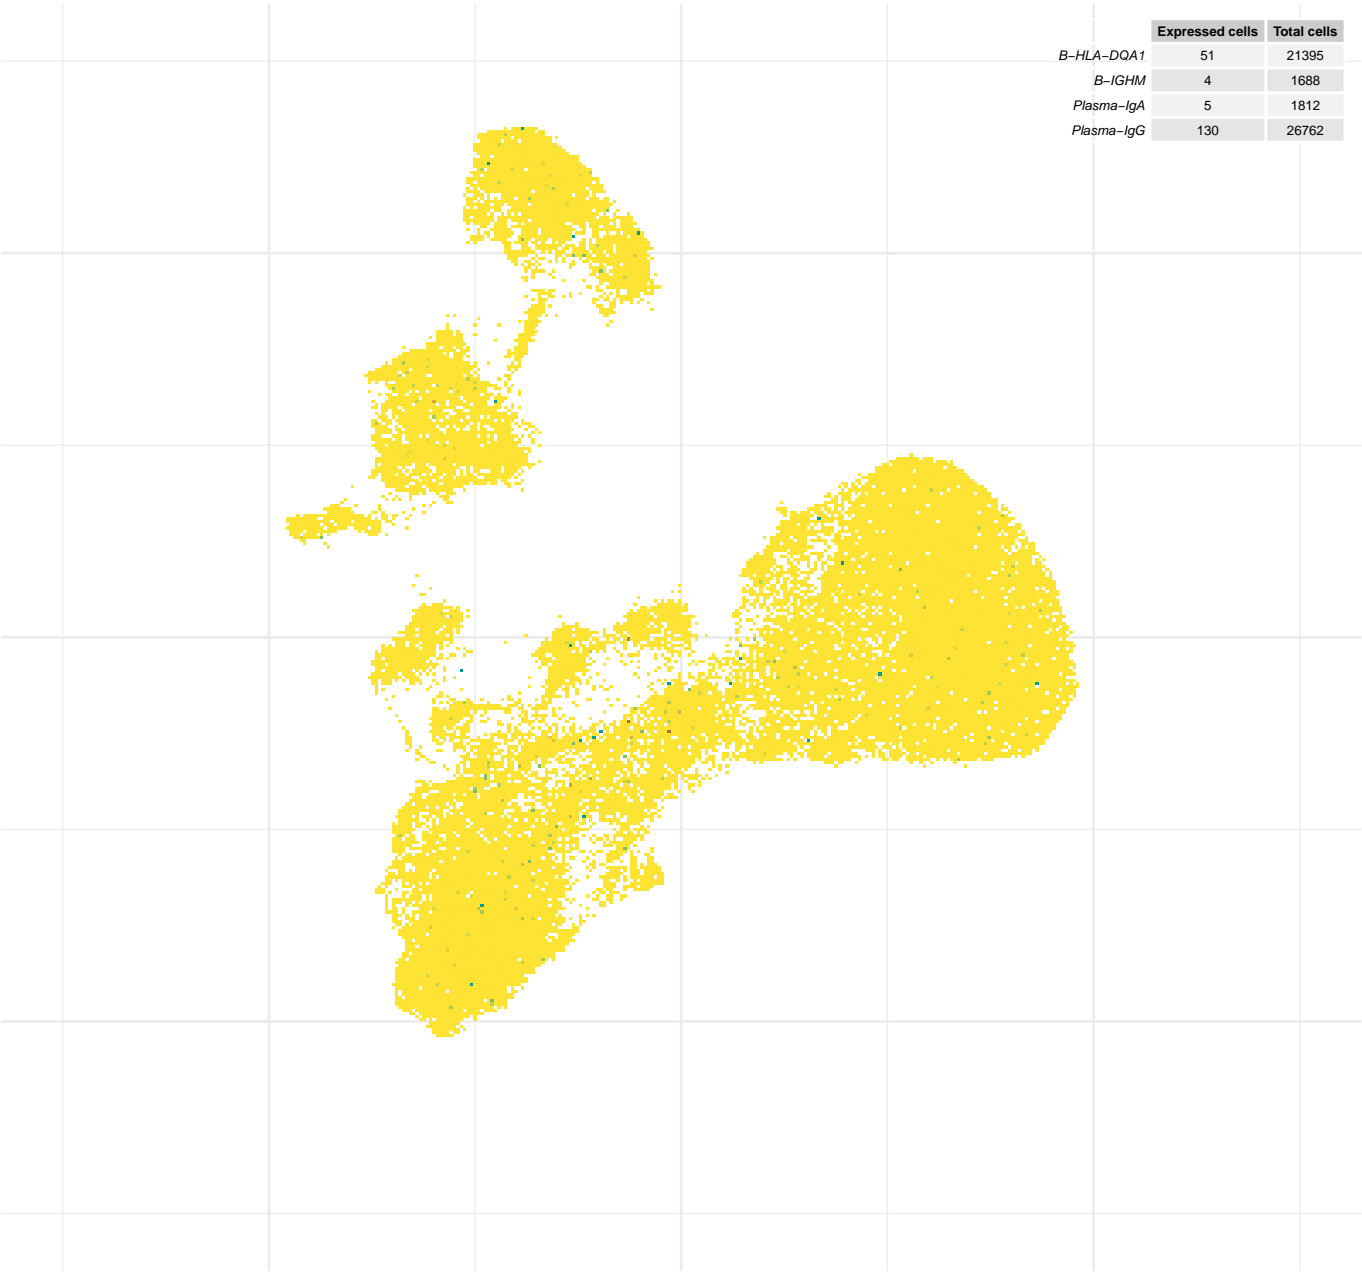 Expressed cells Total cells
B-HLA-DQA1 51 21395
B-IGHM 4 1688
Plasma-IgA 5 1812
Plasma-IgG 130 26762